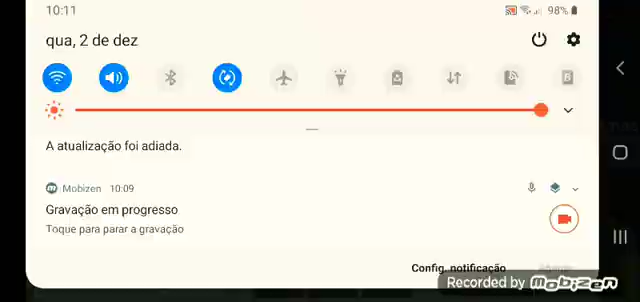 10:11
98%
qua, 2 de dez
A atualização foi adiada.
Mobizen 10:09
Gravação em progresso
Toque para parar a gravação
Config. notificação
Recorded by Mobizen